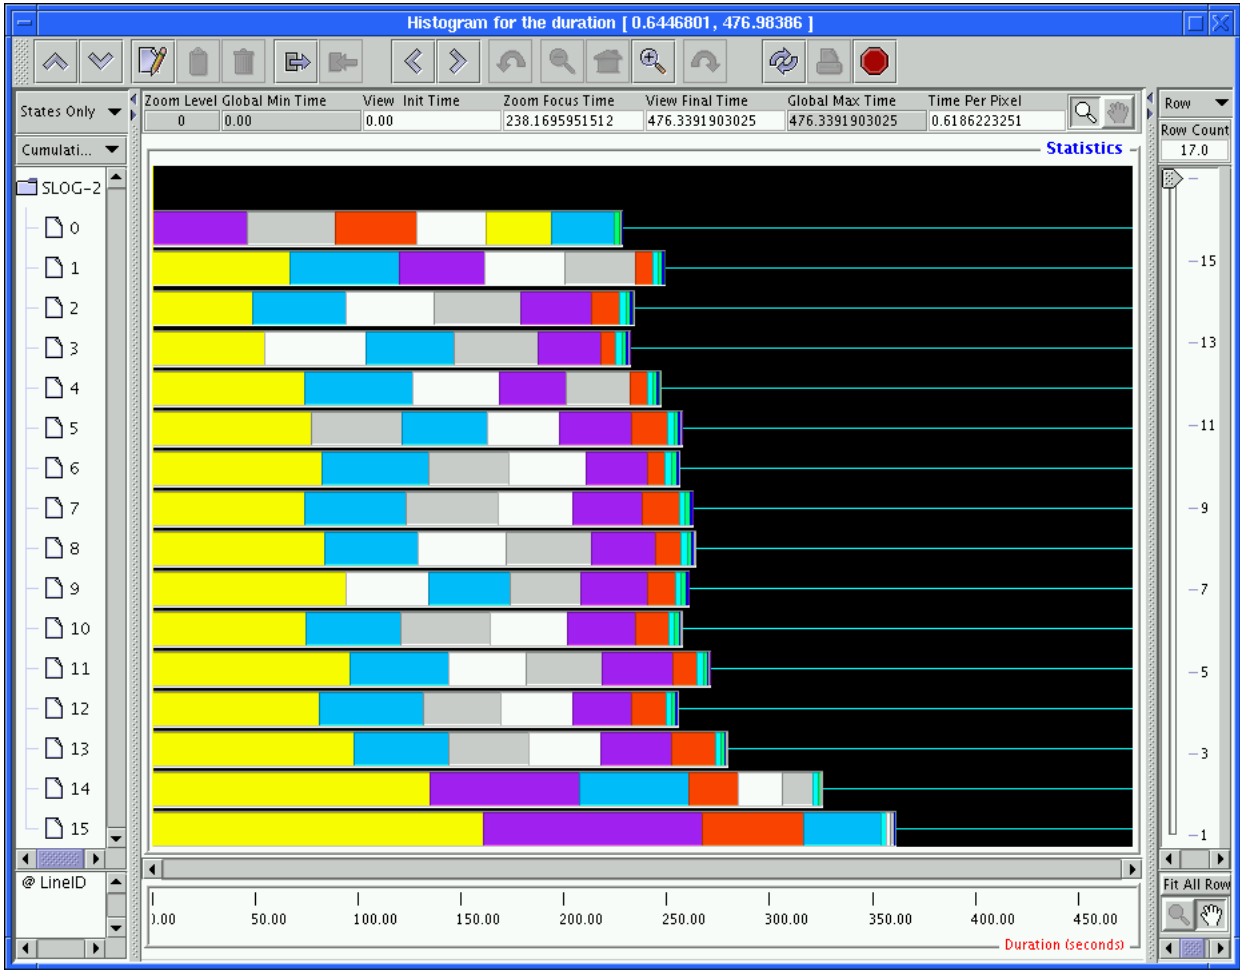 Histogram for the duration [ 0.6446801, 476.98386 ]
States Only
Cumulati...
Zoom Level Global Min Time View Init Time Zoom Focus Time View Final Time Global Max Time Time Per Pixel
0 0.00 0.00 238.1695951512 476.3391903025 476.3391903025 0.6186223251
Row
Row Count
17.0
Statistics
SLOG-2
0
1
2
3
4
5
6
7
8
9
10
11
12
13
14
15
15
13
11
9
7
5
3
1
@ LineID
Fit All Row
0.00 50.00 100.00 150.00 200.00 250.00 300.00 350.00 400.00 450.00
Duration (seconds)